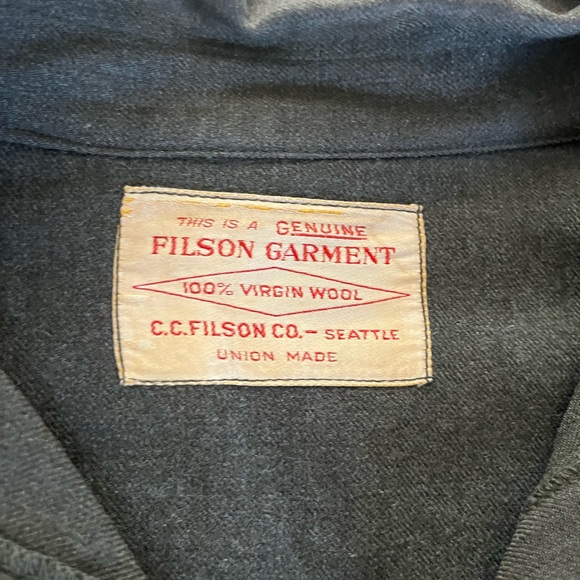 THIS IS A GENUINE
FILSON GARMENT
100% VIRGIN WOOL
C.C.FILSON CO.– SEATTLE
UNION MADE